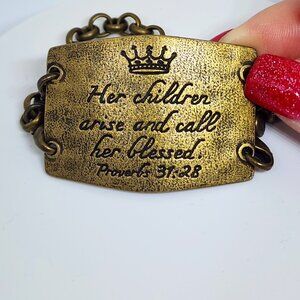 Her children
arise and call
her blessed.
Proverbs 31:28